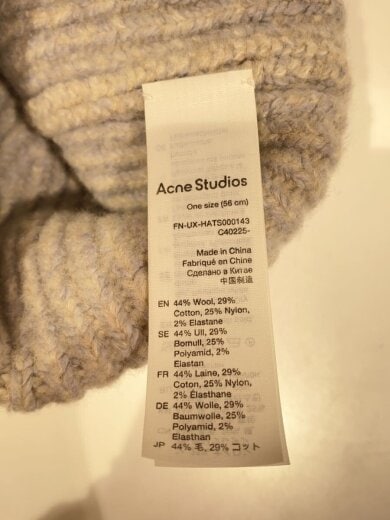 Acne Studios
One size (56 cm)
FN-UX-HATS000143
C40225-
Made in China
Fabriqué en Chine
Сделано в Китае
中国制造
EN 44% Wool, 29%
Cotton, 25% Nylon,
2% Elastane
SE 44% Ull, 29%
Bomull, 25%
Polyamid, 2%
Elastan
FR 44% Laine, 29%
Coton, 25% Nylon,
2% Élasthane
DE 44% Wolle, 29%
Baumwolle, 25%
Polyamid, 2%
Elasthan
JP 44% 毛, 29% コット